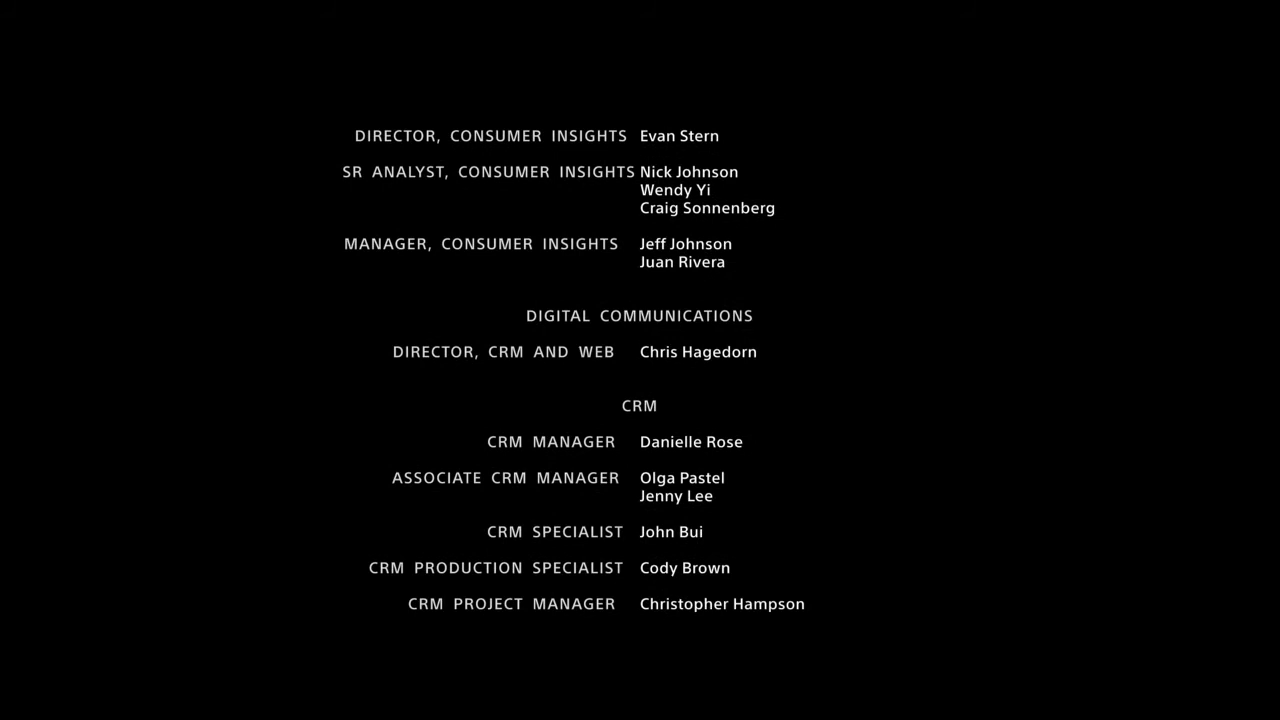 DIRECTOR, CONSUMER INSIGHTS Evan Stern
SR ANALYST, CONSUMER INSIGHTS Nick Johnson
Wendy Yi
Craig Sonnenberg
MANAGER, CONSUMER INSIGHTS Jeff Johnson
Juan Rivera
DIGITAL COMMUNICATIONS
DIRECTOR, CRM AND WEB Chris Hagedorn
CRM
CRM MANAGER Danielle Rose
ASSOCIATE CRM MANAGER Olga Pastel
Jenny Lee
CRM SPECIALIST John Bui
CRM PRODUCTION SPECIALIST Cody Brown
CRM PROJECT MANAGER Christopher Hampson